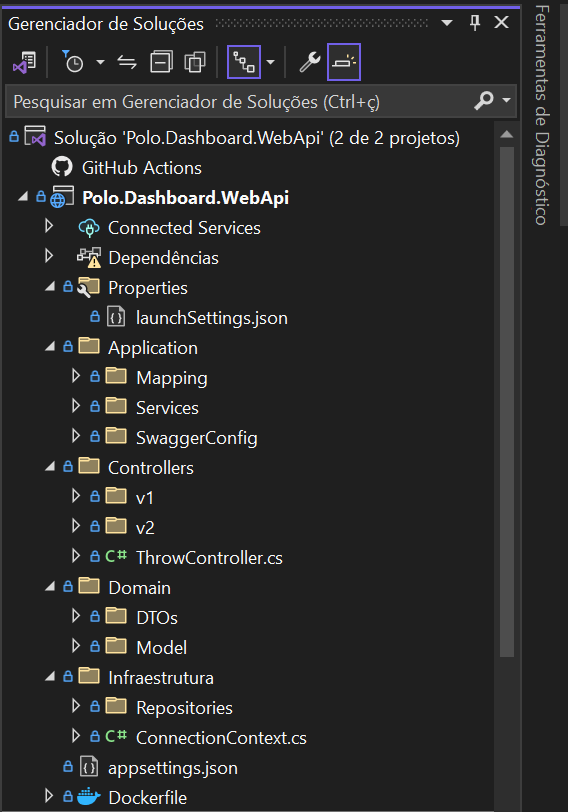 Gerenciador de Soluções
Pesquisar em Gerenciador de Soluções (Ctrl+ç)
Solução 'Polo.Dashboard.WebApi' (2 de 2 projetos)
GitHub Actions
Polo.Dashboard.WebApi
Connected Services
Dependências
Properties
launchSettings.json
Application
Mapping
Services
SwaggerConfig
Controllers
v1
v2
C# ThrowController.cs
Domain
DTOs
Model
Infraestrutura
Repositories
C# ConnectionContext.cs
appsettings.json
Dockerfile
Ferramentas de Diagnóstico